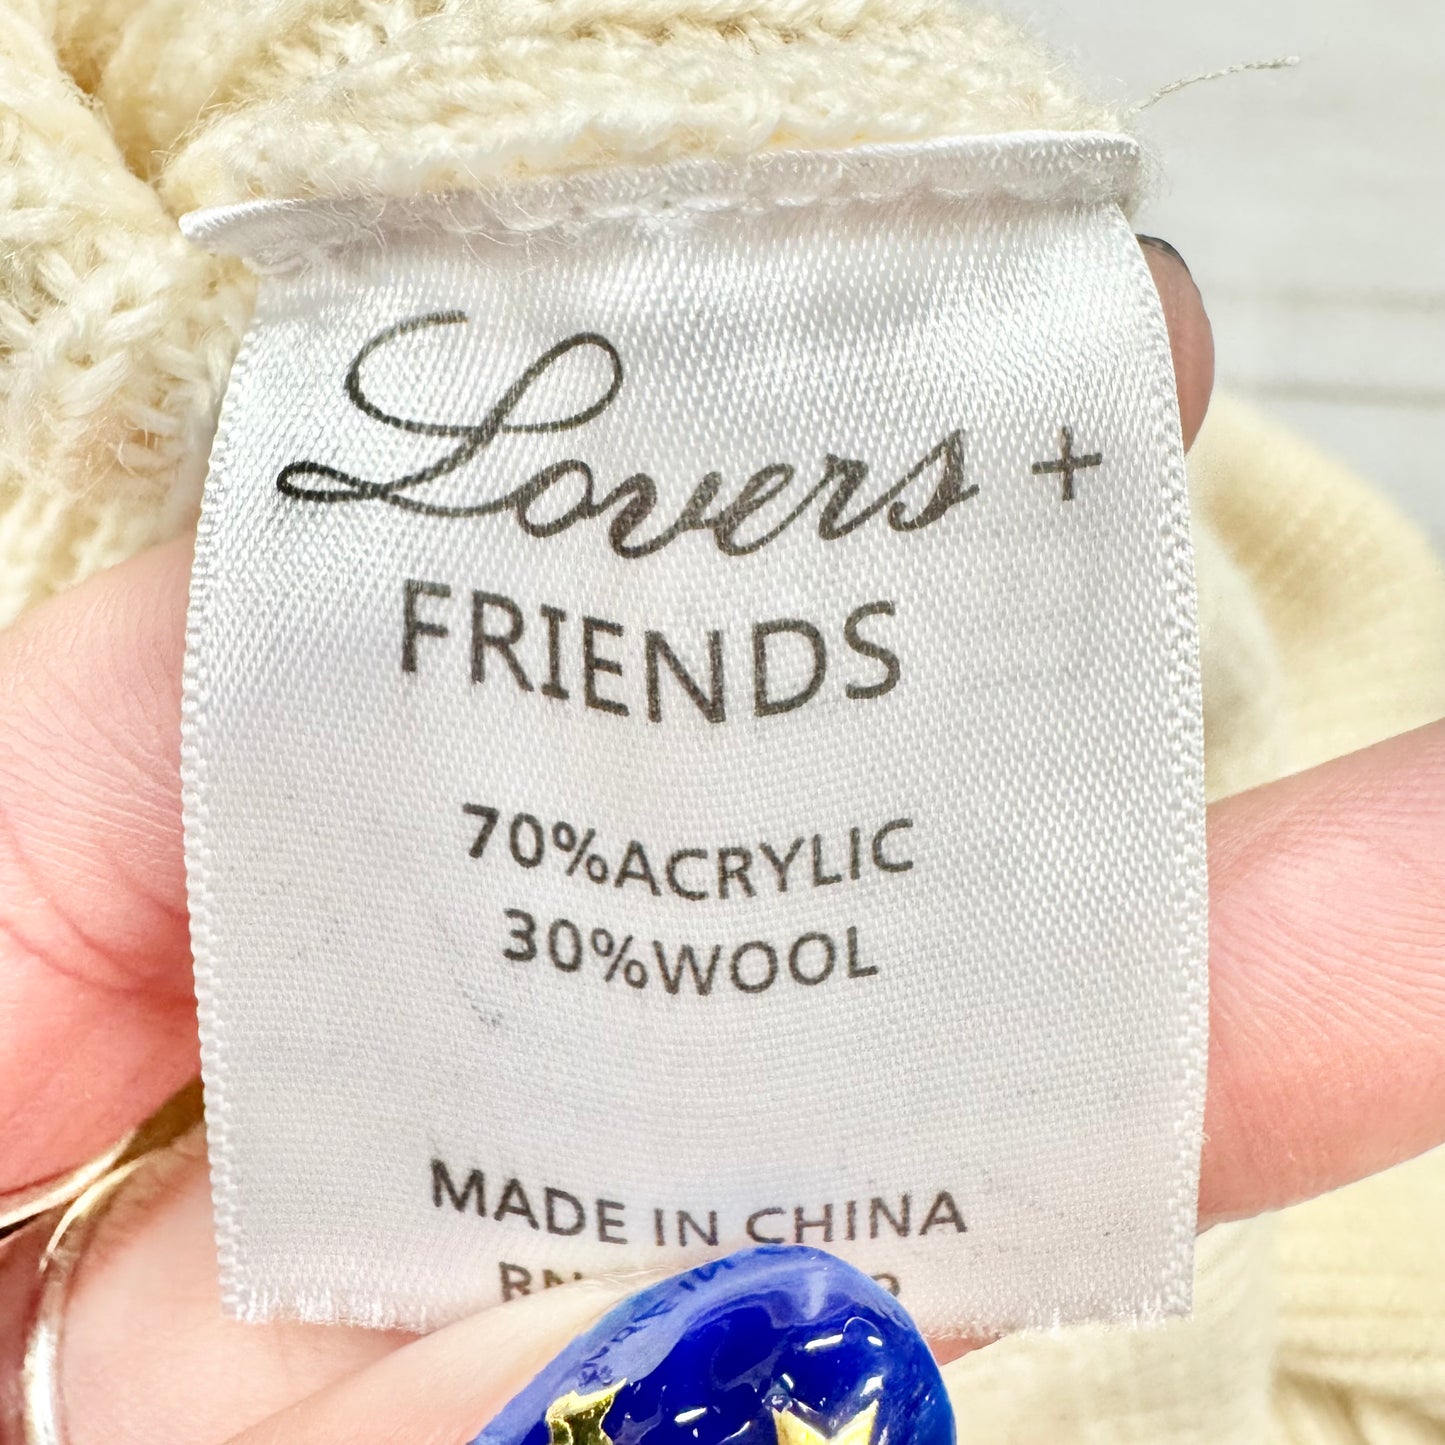 Lovers +
FRIENDS
70%ACRYLIC
30%WOOL
MADE IN CHINA